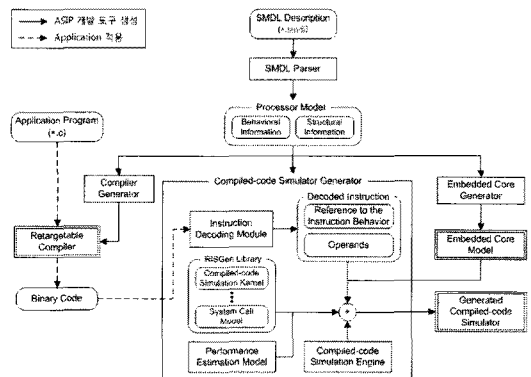 ASIP 개발 도구 생성
Application 적용
SMDL Description
SMDL Parser
Processor Model
Behavioral
Information
Structural
Information
Application Program
(*.c)
Compiler
Generator
Compiled-code Simulator Generator
Embedded Core
Generator
Retargetable
Compiler
Instruction
Decoding Module
Decoded Instruction
Reference to the
Instruction Behavior
Operands
Embedded Core
Model
Binary Code
RISGen Library
Compiled-code
Simulation Kernel
System Call
Model
+
Generated
Compiled-code
Simulator
Performance
Estimation Model
Compiled-code
Simulation Engine